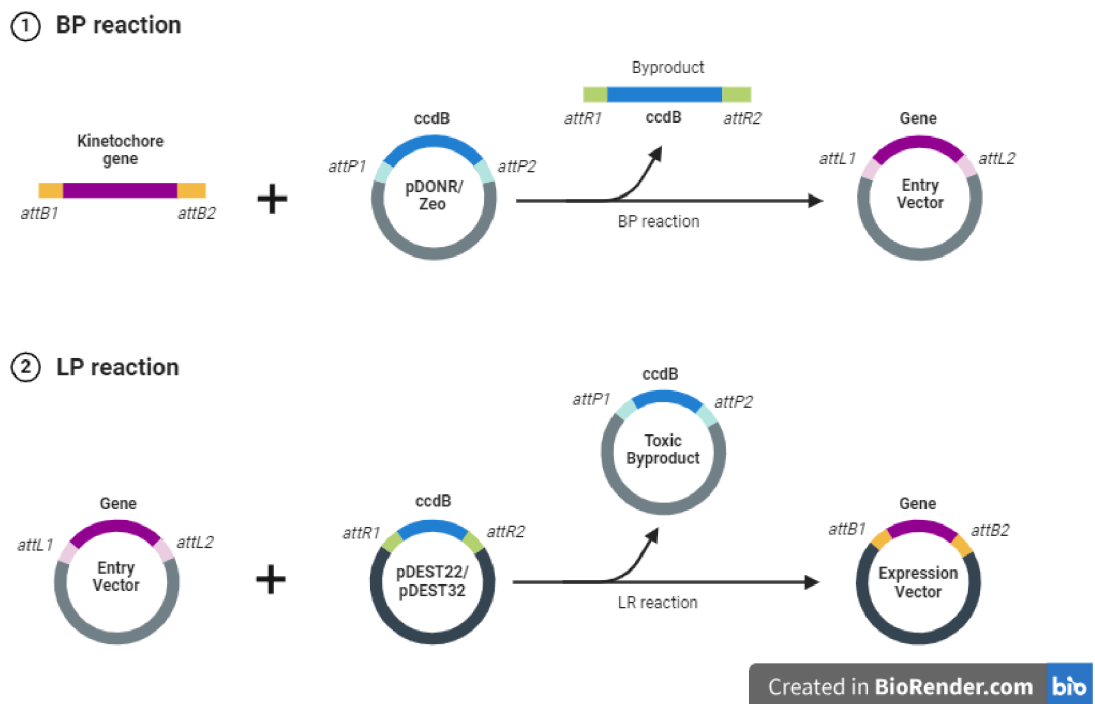 1 BP reaction
Byproduct
attR1 ccdB attR2
Kinetochore
gene
attB1 attB2
+
ccdB
attP1 attP2
pDONR/
Zeo
BP reaction
Gene
attL1 attL2
Entry
Vector
2 LP reaction
ccdB
attP1 attP2
Toxic
Byproduct
Gene
attL1 attL2
Entry
Vector
+
ccdB
attR1 attR2
pDEST22/
pDEST32
LR reaction
Gene
attB1 attB2
Expression
Vector
Created in BioRender.com bio